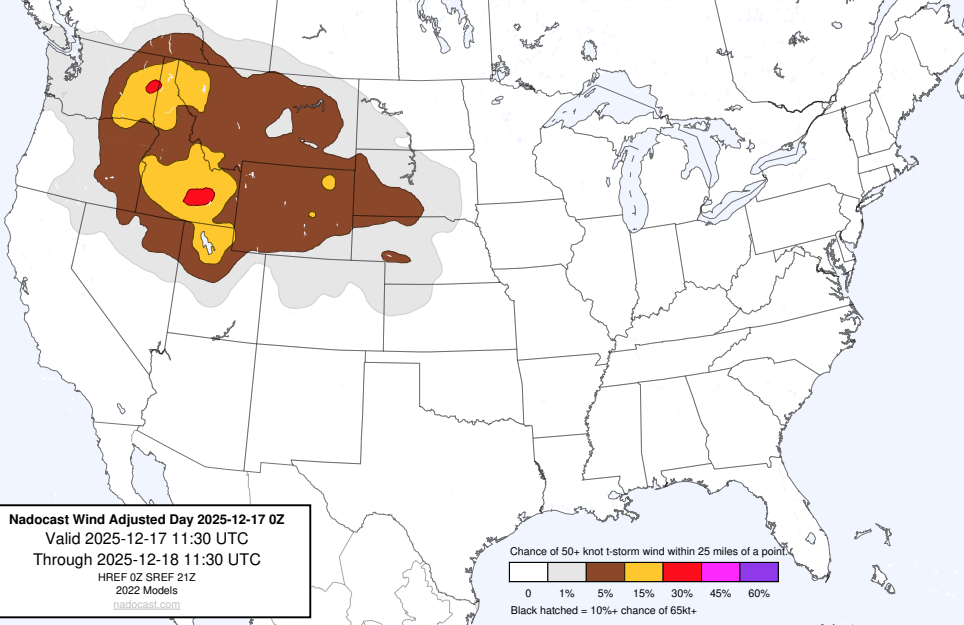 Nadocast Wind Adjusted Day 2025-12-17 0Z
Valid 2025-12-17 11:30 UTC
Through 2025-12-18 11:30 UTC
HREF 0Z SREF 21Z
2022 Models
nadocast.com
Chance of 50+ knot t-storm wind within 25 miles of a point.
0 1% 5% 15% 30% 45% 60%
Black hatched = 10%+ chance of 65kt+